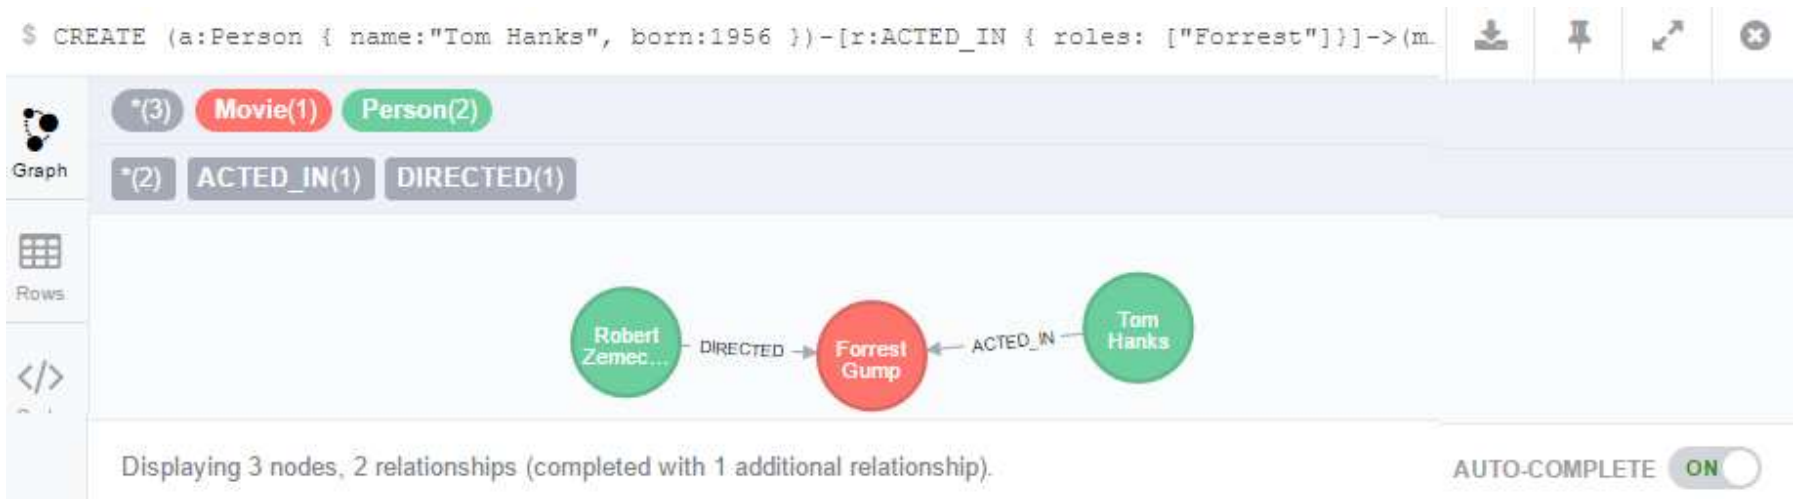 $ CREATE (a:Person { name:"Tom Hanks", born:1956 })-[r:ACTED_IN { roles: ["Forrest"]}]->(m…
*(3) Movie(1) Person(2)
Graph
*(2) ACTED_IN(1) DIRECTED(1)
Rows
Robert
Zemec...
DIRECTED
Forrest
Gump
ACTED_IN
Tom
Hanks
</>
Displaying 3 nodes, 2 relationships (completed with 1 additional relationship).
AUTO-COMPLETE ON